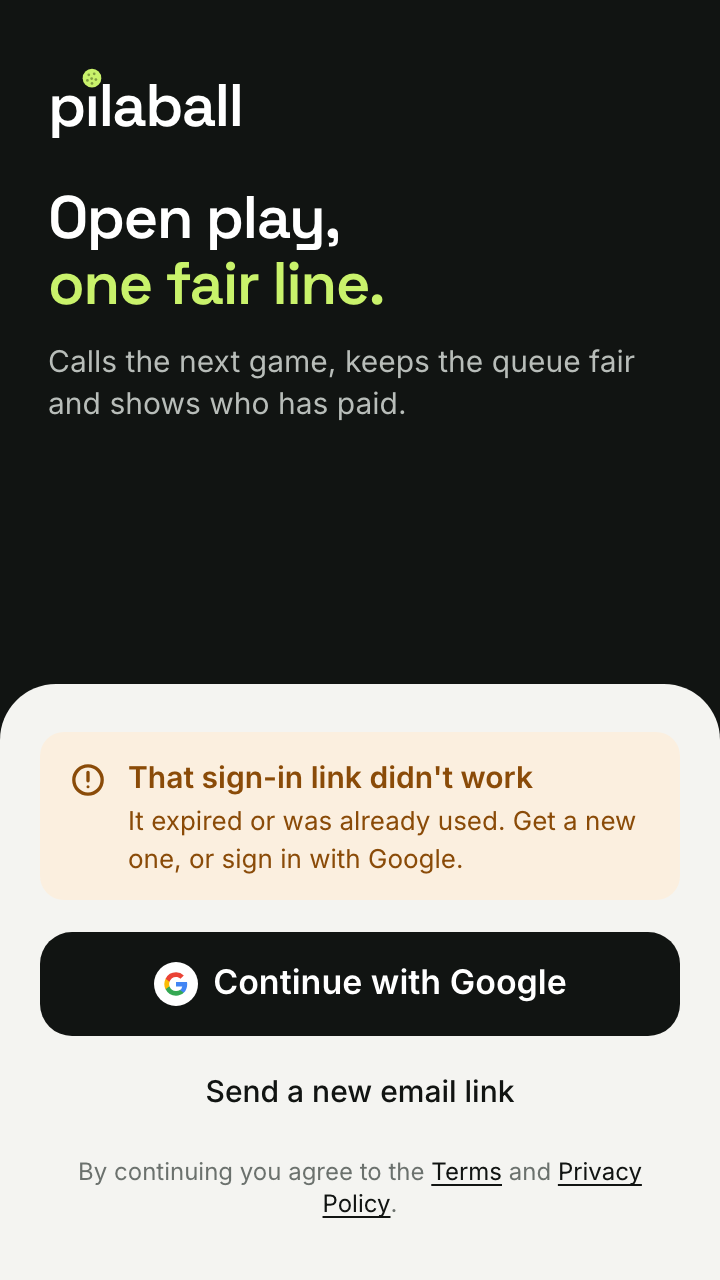 pilaball
Open play,
one fair line.
Calls the next game, keeps the queue fair
and shows who has paid.
That sign-in link didn't work
It expired or was already used. Get a new
one, or sign in with Google.
Continue with Google
Send a new email link
By continuing you agree to the Terms and Privacy
Policy.